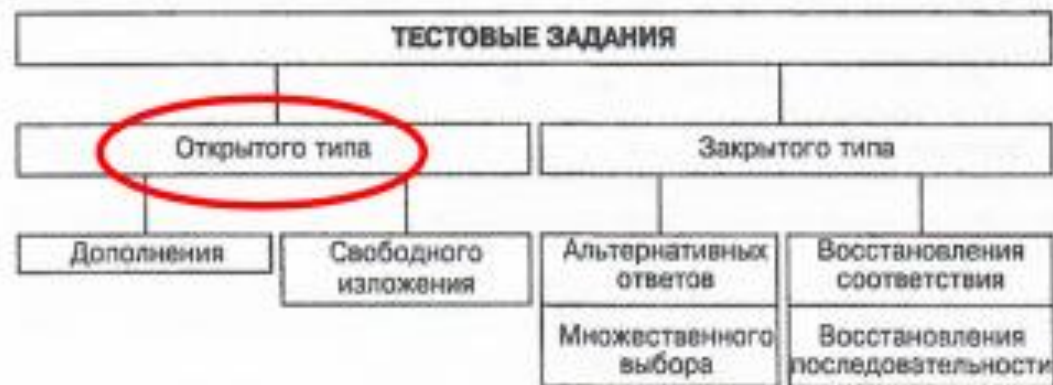 ТЕСТОВЫЕ ЗАДАНИЯ
Открытого типа
Закрытого типа
Дополнения
Свободного
изложения
Альтернативных
ответов
Множественного
выбора
Восстановления
соответствия
Восстановления
последовательности